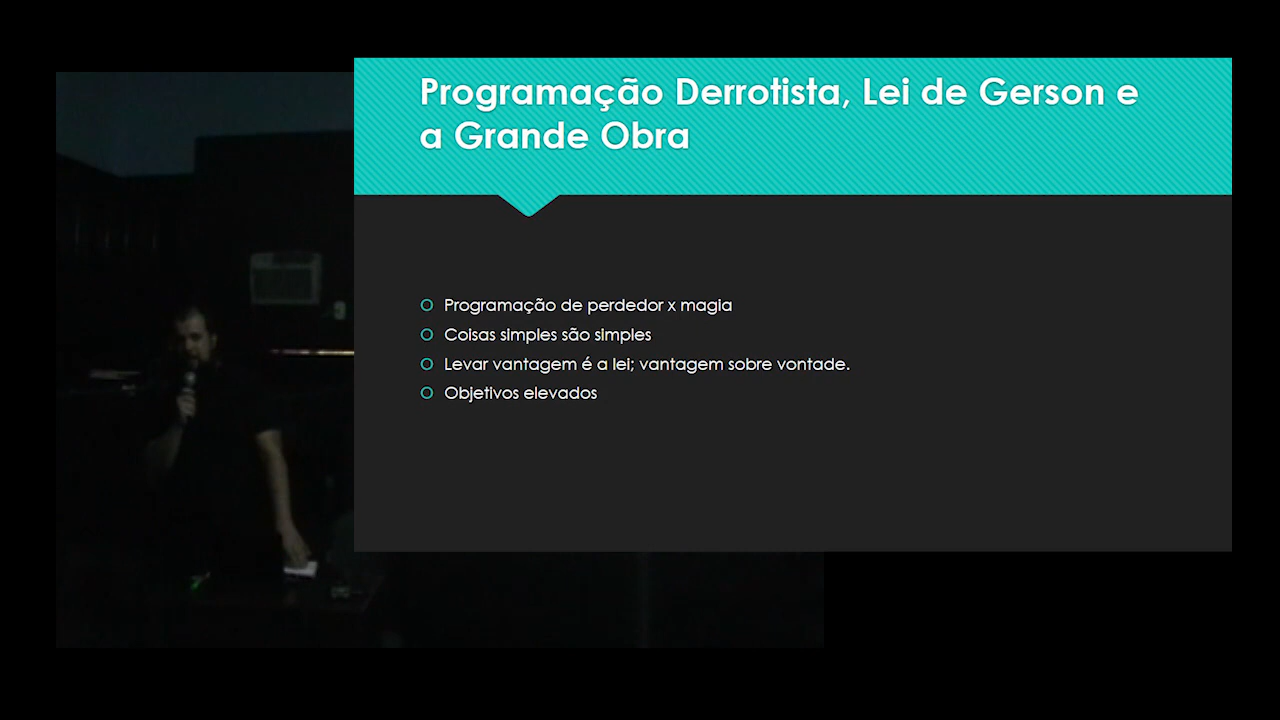 Programação Derrotista, Lei de Gerson e
a Grande Obra
Programação de perdedor x magia
Coisas simples são simples
Levar vantagem é a lei; vantagem sobre vontade.
Objetivos elevados